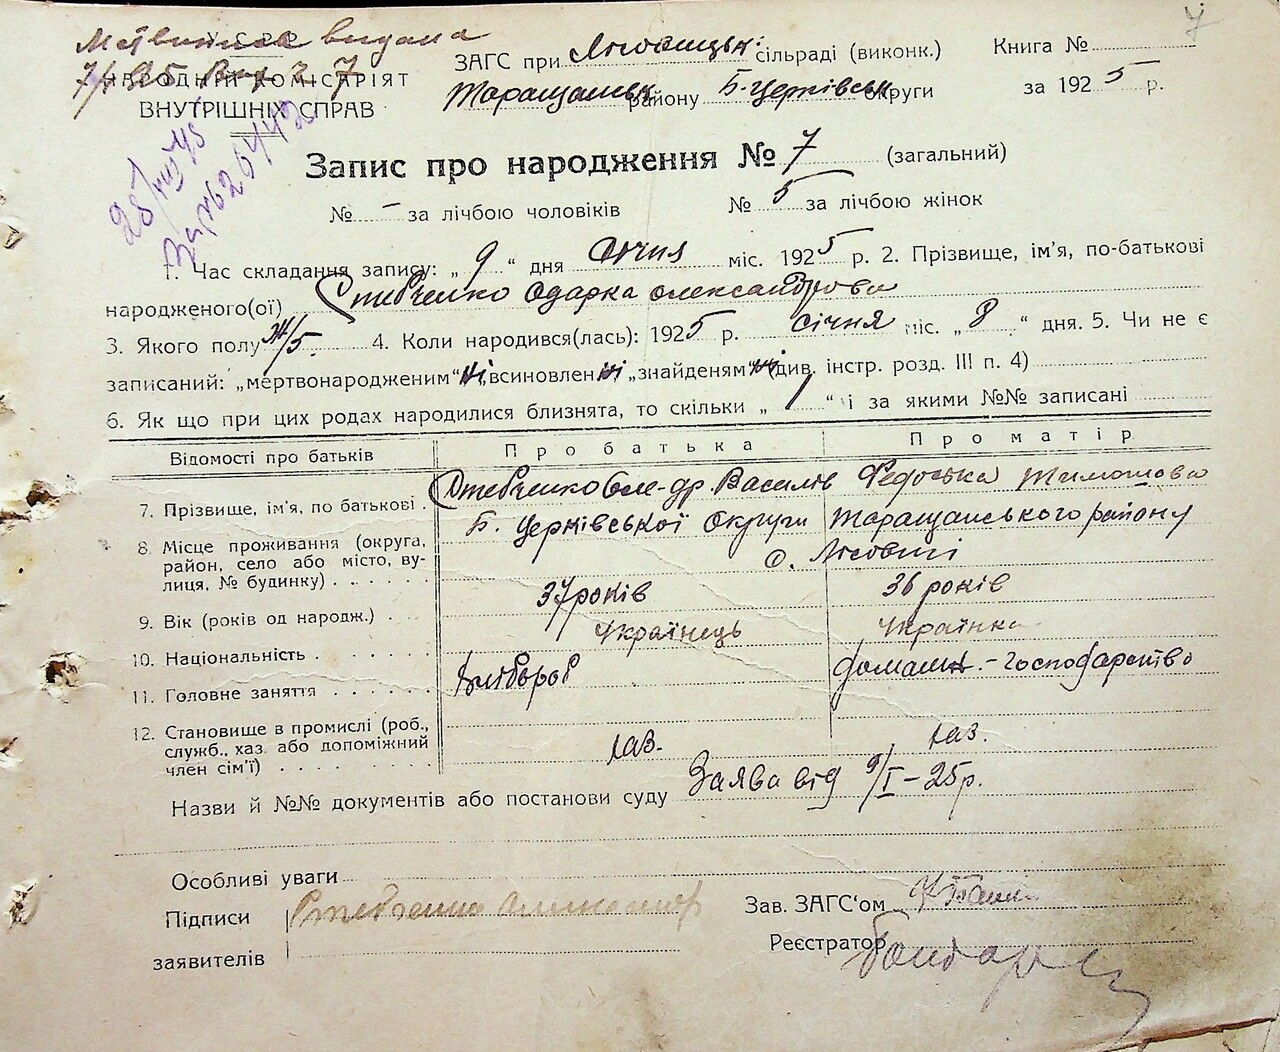 У. С. Р. Р.
НАРОДНІЙ КОМІСАРІЯТ
ВНУТРІШНІХ СПРАВ
ЗАГС при сільраді (виконк.)
Таращанськ району Б-Церківськ округи
Книга №
за 1925 р.
7
Запис про народження № 7 (загальний)
№ – за лічбою чоловіків № 5 за лічбою жінок
1. Час складання запису: „ 9 “ дня січня міс. 1925 р. 2. Прізвище, ім'я, по-батькові
народженого(ої) Одарка Олександрова
3. Якого полу ж/5. 4. Коли народився(лась): 1925 р. січня міс. „ 8 “ дня. 5. Чи не є
записаний: „мертвонародженим“ ні „всиновлен ні „знайденям“ ні (див. інстр. розд. III п. 4)
6. Як що при цих родах народилися близнята, то скільки „ 1 “ і за якими №№ записані
Відомості про батьків Про батька Про матір
7. Прізвище, ім'я, по батькові Оле-др. Василів Федоська Тимошова
8. Місце проживання (округа, район, село або місто, вулиця, № будинку) Б. Церківської Округи Таращанського району
с.
9. Вік (років од народж.) 37 років 36 років
10. Національність Українець Українка
11. Головне заняття Хлібороб домашн.-господарство
12. Становище в промислі (роб., служб., хаз. або допоміжний член сім'ї) хаз. хаз.
Назви й №№ документів або постанови суду Заява від 9/I–25р.
Особливі уваги
Підписи
заявителів
Зав. ЗАГС'ом
Реєстратор